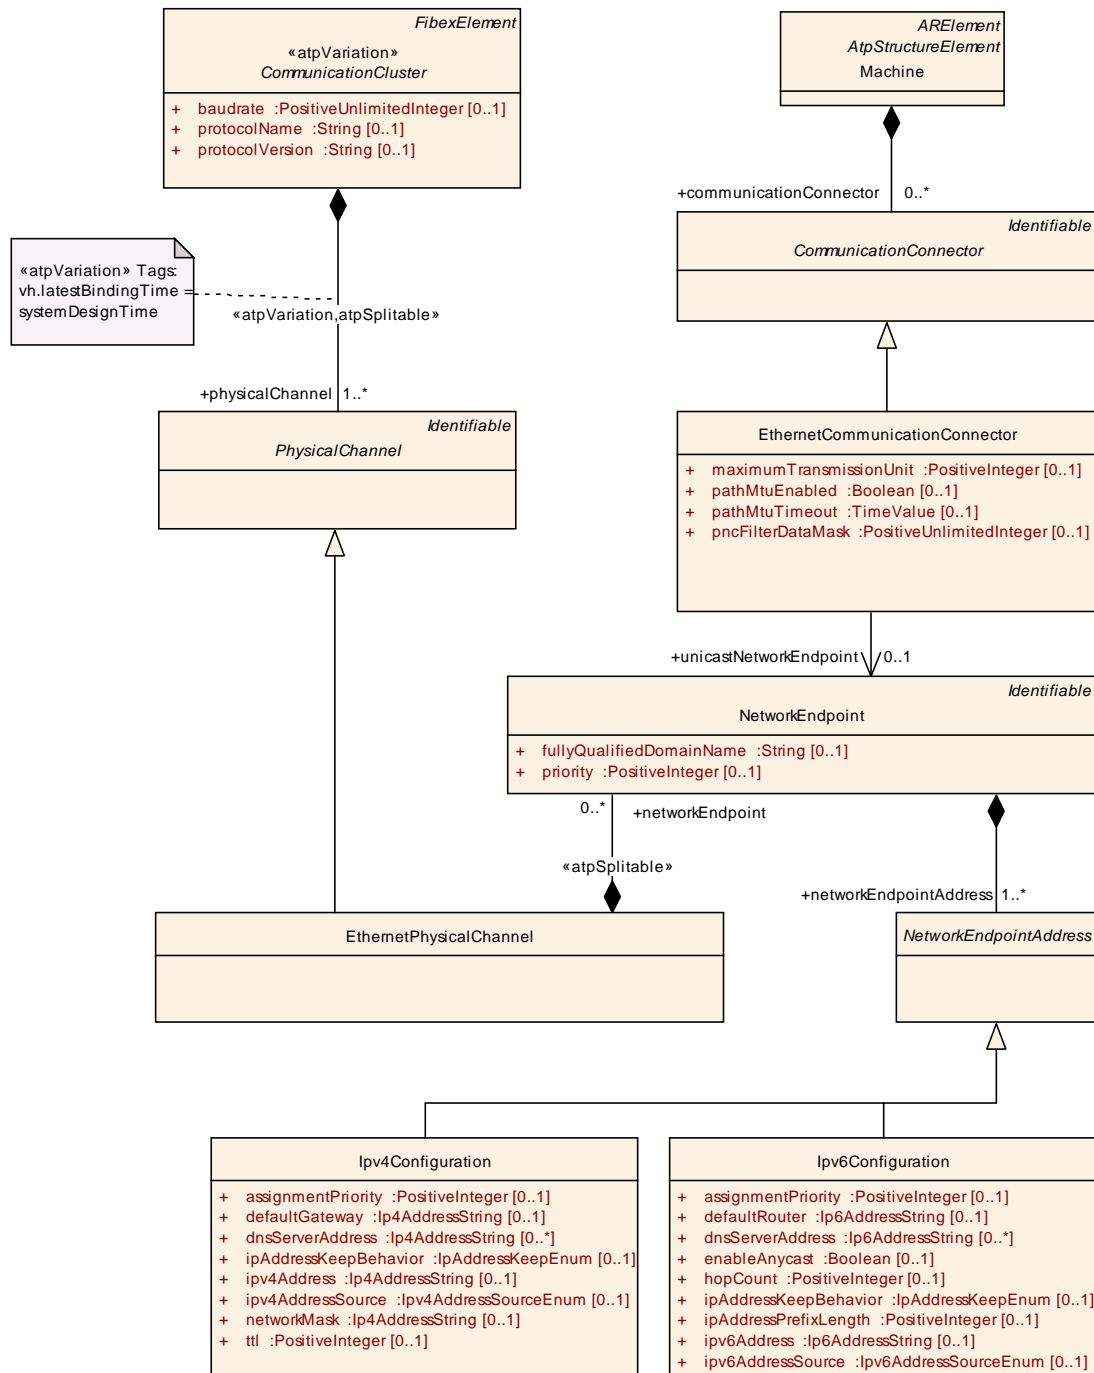 FibexElement
«atpVariation»
CommunicationCluster
+ baudrate :PositiveUnlimitedInteger [0..1]
+ protocolName :String [0..1]
+ protocolVersion :String [0..1]
ARElement
AtpStructureElement
Machine
+communicationConnector 0..*
Identifiable
CommunicationConnector
«atpVariation» Tags:
vh.latestBindingTime =
systemDesignTime
«atpVariation,atpSplitable»
+physicalChannel 1..*
Identifiable
PhysicalChannel
EthernetCommunicationConnector
+ maximumTransmissionUnit :PositiveInteger [0..1]
+ pathMtuEnabled :Boolean [0..1]
+ pathMtuTimeout :TimeValue [0..1]
+ pncFilterDataMask :PositiveUnlimitedInteger [0..1]
+unicastNetworkEndpoint 0..1
Identifiable
NetworkEndpoint
+ fullyQualifiedDomainName :String [0..1]
+ priority :PositiveInteger [0..1]
0..* +networkEndpoint
«atpSplitable»
+networkEndpointAddress 1..*
EthernetPhysicalChannel
NetworkEndpointAddress
Ipv4Configuration
+ assignmentPriority :PositiveInteger [0..1]
+ defaultGateway :Ip4AddressString [0..1]
+ dnsServerAddress :Ip4AddressString [0..*]
+ ipAddressKeepBehavior :IpAddressKeepEnum [0..1]
+ ipv4Address :Ip4AddressString [0..1]
+ ipv4AddressSource :Ipv4AddressSourceEnum [0..1]
+ networkMask :Ip4AddressString [0..1]
+ ttl :PositiveInteger [0..1]
Ipv6Configuration
+ assignmentPriority :PositiveInteger [0..1]
+ defaultRouter :Ip6AddressString [0..1]
+ dnsServerAddress :Ip6AddressString [0..*]
+ enableAnycast :Boolean [0..1]
+ hopCount :PositiveInteger [0..1]
+ ipAddressKeepBehavior :IpAddressKeepEnum [0..1]
+ ipAddressPrefixLength :PositiveInteger [0..1]
+ ipv6Address :Ip6AddressString [0..1]
+ ipv6AddressSource :Ipv6AddressSourceEnum [0..1]